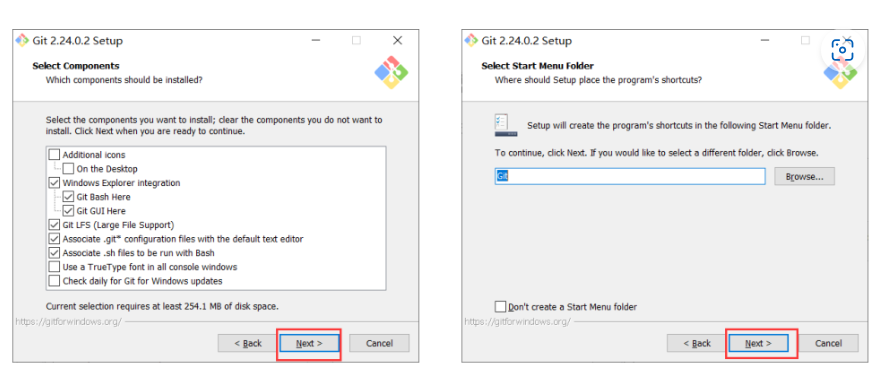 Git 2.24.0.2 Setup
Select Components
Which components should be installed?
Select the components you want to install; clear the components you do not want to
install. Click Next when you are ready to continue.
Additional icons
On the Desktop
Windows Explorer integration
Git Bash Here
Git GUI Here
Git LFS (Large File Support)
Associate .git* configuration files with the default text editor
Associate .sh files to be run with Bash
Use a TrueType font in all console windows
Check daily for Git for Windows updates
Current selection requires at least 254.1 MB of disk space.
https://gitforwindows.org/
< Back
Next >
Cancel
Git 2.24.0.2 Setup
Select Start Menu Folder
Where should Setup place the program's shortcuts?
Setup will create the program's shortcuts in the following Start Menu folder.
To continue, click Next. If you would like to select a different folder, click Browse.
Git
Browse...
Don't create a Start Menu folder
https://gitforwindows.org/
< Back
Next >
Cancel